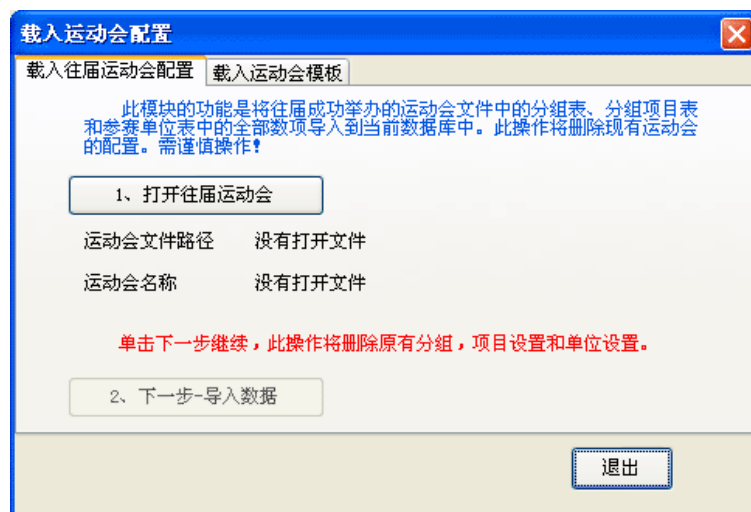 载入运动会配置
载入往届运动会配置 载入运动会模板
此模块的功能是将往届成功举办的运动会文件中的分组表、分组项目表
和参赛单位表中的全部数项导入到当前数据库中。此操作将删除现有运动会
的配置。需谨慎操作!
1、打开往届运动会
运动会文件路径 没有打开文件
运动会名称 没有打开文件
单击下一步继续，此操作将删除原有分组，项目设置和单位设置。
2、下一步-导入数据
退出